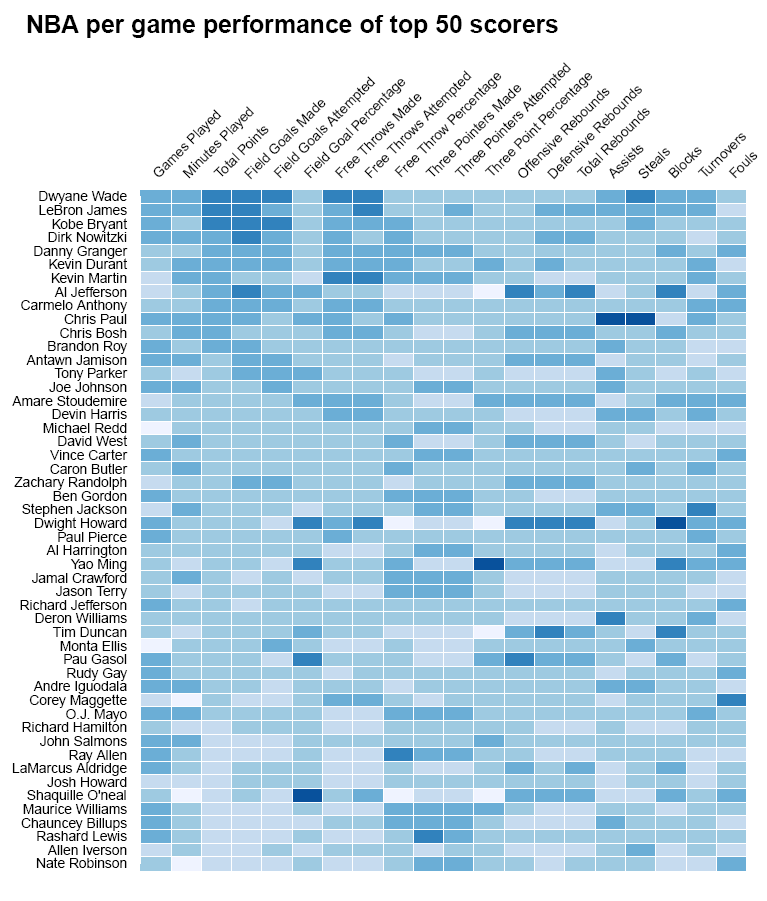 NBA per game performance of top 50 scorers
Games Played
Minutes Played
Total Points
Field Goals Made
Field Goals Attempted
Field Goal Percentage
Free Throws Made
Free Throws Attempted
Free Throw Percentage
Three Pointers Made
Three Pointers Attempted
Three Point Percentage
Offensive Rebounds
Defensive Rebounds
Total Rebounds
Assists
Steals
Blocks
Turnovers
Fouls
Dwyane Wade
LeBron James
Kobe Bryant
Dirk Nowitzki
Danny Granger
Kevin Durant
Kevin Martin
Al Jefferson
Carmelo Anthony
Chris Paul
Chris Bosh
Brandon Roy
Antawn Jamison
Tony Parker
Joe Johnson
Amare Stoudemire
Devin Harris
Michael Redd
David West
Vince Carter
Caron Butler
Zachary Randolph
Ben Gordon
Stephen Jackson
Dwight Howard
Paul Pierce
Al Harrington
Yao Ming
Jamal Crawford
Jason Terry
Richard Jefferson
Deron Williams
Tim Duncan
Monta Ellis
Pau Gasol
Rudy Gay
Andre Iguodala
Corey Maggette
O.J. Mayo
Richard Hamilton
John Salmons
Ray Allen
LaMarcus Aldridge
Josh Howard
Shaquille O'neal
Maurice Williams
Chauncey Billups
Rashard Lewis
Allen Iverson
Nate Robinson